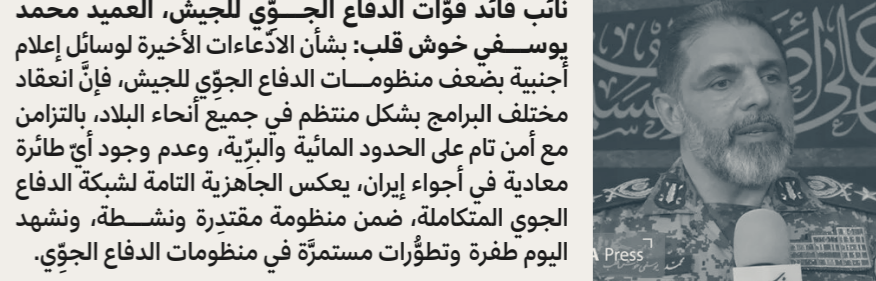 نائب قائد قوّات الدفاع الجـــوِّي للجيش، العميد محمد
يوســـفي خوش قلب: بشأن الادّعاءات الأخيرة لوسائل إعلام
أجنبية بضعف منظومـــات الدفاع الجوِّي للجيش، فإنَّ انعقاد
مختلف البرامج بشكل منتظم في جميع أنحاء البلاد، بالتزامن
مع أمن تام على الحدود المائية والبرّية، وعدم وجود أيّ طائرة
معادية في أجواء إيران، يعكس الجاهزية التامة لشبكة الدفاع
الجوي المتكاملة، ضمن منظومة مقتدِرة ونشـــطة، ونشهد
اليوم طفرة وتطوُّرات مستمرَّة في منظومات الدفاع الجوِّي.
A Press